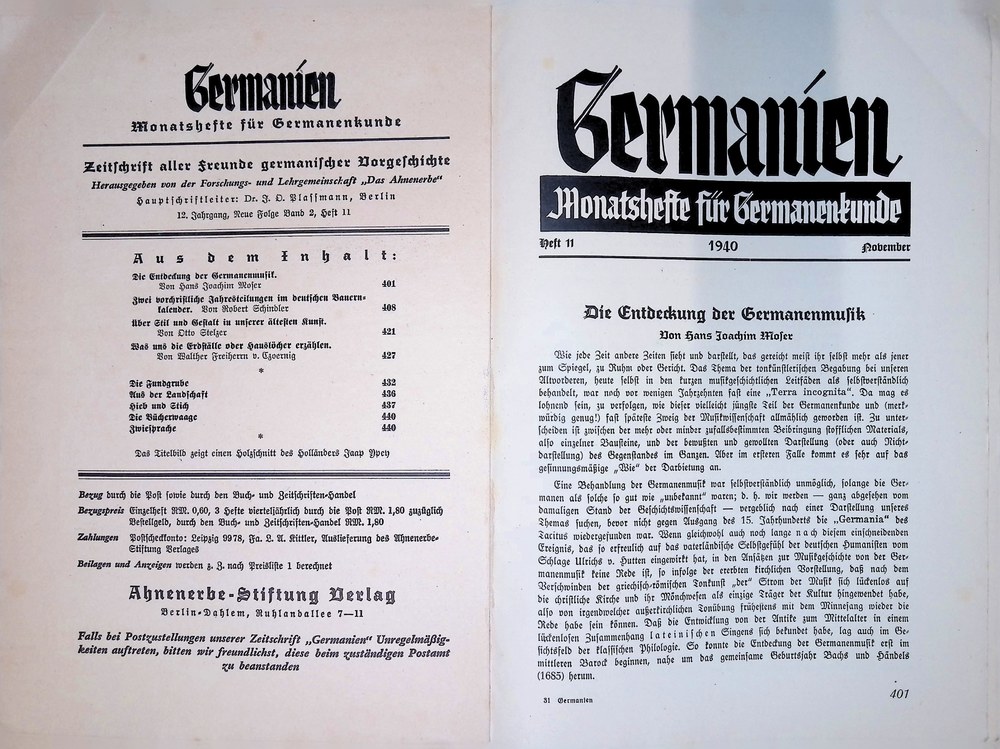 Germanien
Monatshefte für Germanenkunde
Zeitschrift aller Freunde germanischer Vorgeschichte
Herausgegeben von der Forschungs- und Lehrgemeinschaft „Das Ahnenerbe“
Hauptschriftleiter: Dr. J. O. Plassmann, Berlin
12. Jahrgang, Neue Folge Band 2, Heft 11
Aus dem Inhalt:
Die Entdeckung der Germanenmusik.
Von Hans Joachim Moser 401
Zwei vorchristliche Jahresteilungen im deutschen Bauern-
kalender. Von Robert Schindler 408
Über Stil und Gestalt in unserer ältesten Kunst.
Von Otto Stelzer 421
Was uns die Erdställe oder Hauslöcher erzählen.
Von Walther Freiherrn v. Czoernig 427
*
Die Fundgrube 432
Aus der Landschaft 436
Hieb und Stich 437
Die Bücherwaage 440
Zwiesprache 440
*
Das Titelbild zeigt einen Holzschnitt des Holländers Jaap Ypey
Bezug durch die Post sowie durch den Buch- und Zeitschriften-Handel
Bezugspreis Einzelheft RM. 0,60, 3 Hefte vierteljährlich durch die Post RM. 1,80 zuzüglich
Bestellgeld, durch den Buch- und Zeitschriften-Handel RM. 1,80
Zahlungen Postscheckkonto: Leipzig 9978, Fa. L. A. Kittler, Auslieferung des Ahnenerbe-
Stiftung Verlages
Beilagen und Anzeigen werden z. Z. nach Preisliste 1 berechnet
Ahnenerbe-Stiftung Verlag
Berlin-Dahlem, Ruhlandallee 7—11
Falls bei Postzustellungen unserer Zeitschrift „Germanien“ Unregelmäßig-
keiten auftreten, bitten wir freundlichst, diese beim zuständigen Postamt
zu beanstanden
Germanien
Monatshefte für Germanenkunde
Heft 11 1940 November
Die Entdeckung der Germanenmusik
Von Hans Joachim Moser
Wie jede Zeit andere Zeiten sieht und darstellt, das gereicht meist ihr selbst mehr als jener
zum Spiegel, zu Ruhm oder Gericht. Das Thema der tonkünstlerischen Begabung bei unseren
Altvorderen, heute selbst in den kurzen musikgeschichtlichen Leitfäden als selbstverständlich
behandelt, war noch vor wenigen Jahrzehnten fast eine „Terra incognita“. Da mag es
lohnend sein, zu verfolgen, wie dieser vielleicht jüngste Teil der Germanenkunde und (merk-
würdig genug!) fast späteste Zweig der Musikwissenschaft allmählich geworden ist. Zu unter-
scheiden ist zwischen der mehr oder minder zufallsbestimmten Beibringung stofflichen Materials,
also einzelner Bausteine, und der bewußten und gewollten Darstellung (oder auch Nicht-
darstellung) des Gegenstandes im Ganzen. Aber im ersteren Falle kommt es sehr auf das
gesinnungsmäßige „Wie“ der Darbietung an.
Eine Behandlung der Germanenmusik war selbstverständlich unmöglich, solange die Ger-
manen als solche so gut wie „unbekannt“ waren; d. h. wir werden — ganz abgesehen vom
damaligen Stand der Geschichtswissenschaft — vergeblich nach einer Darstellung unseres
Themas suchen, bevor nicht gegen Ausgang des 15. Jahrhunderts die „Germania“ des
Tacitus wiedergefunden war. Wenn gleichwohl auch noch lange nach diesem einschneidenden
Ereignis, das so erfreulich auf das vaterländische Selbstgefühl der deutschen Humanisten vom
Schlage Ulrichs v. Hutten eingewirkt hat, in den Ansätzen zur Musikgeschichte von der Ger-
manenmusik keine Rede ist, so infolge der ererbten kirchlichen Vorstellung, daß nach dem
Verschwinden der griechisch-römischen Tonkunst „der“ Strom der Musik sich lückenlos auf
die christliche Kirche und ihr Mönchwesen als einzige Träger der Kultur hingewendet habe,
also von irgendwelcher außerkirchlichen Tonübung frühestens mit dem Minnesang wieder die
Rede habe sein können. Daß die Entwicklung von der Antike zum Mittelalter in einem
lückenlosen Zusammenhang lateinischen Singens sich bekundet habe, lag auch im Ge-
sichtsfeld der klassischen Philologie. So konnte die Entdeckung der Germanenmusik erst im
mittleren Barock beginnen, nahe um das gemeinsame Geburtsjahr Bachs und Händels
(1685) herum.
31 Germanien 401